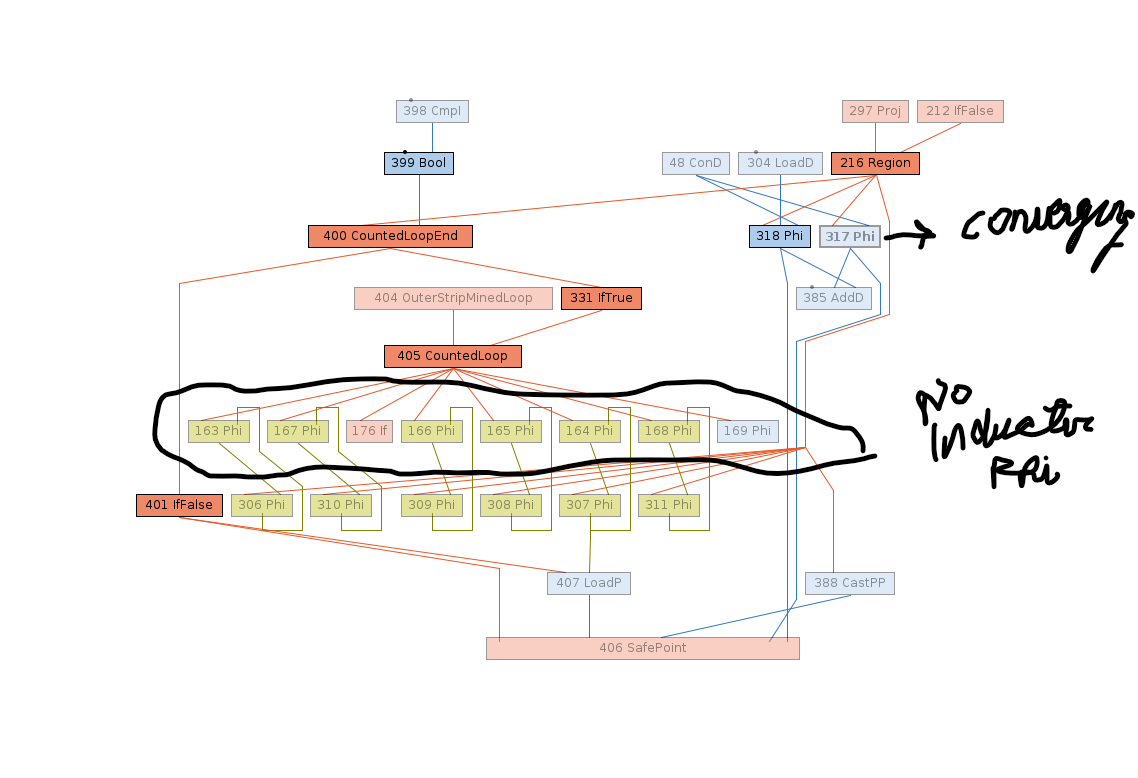 398 CmpI
297 Proj
212 IfFalse
399 Bool
48 ConD
304 LoadD
216 Region
converging
400 CountedLoopEnd
318 Phi
317 Phi
404 OuterStripMinedLoop
331 IfTrue
385 AddD
405 CountedLoop
No
Inductive
Phi
163 Phi
167 Phi
176 If
166 Phi
165 Phi
164 Phi
168 Phi
169 Phi
401 IfFalse
306 Phi
310 Phi
309 Phi
308 Phi
307 Phi
311 Phi
407 LoadP
388 CastPP
406 SafePoint